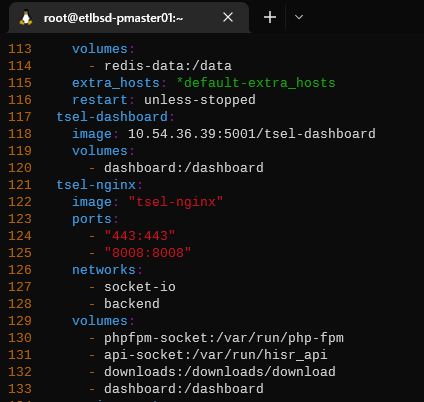 root@etlbsd-pmaster01:~
113 volumes:
114 - redis-data:/data
115 extra_hosts: *default-extra_hosts
116 restart: unless-stopped
117 tsel-dashboard:
118 image: 10.54.36.39:5001/tsel-dashboard
119 volumes:
120 - dashboard:/dashboard
121 tsel-nginx:
122 image: "tsel-nginx"
123 ports:
124 - "443:443"
125 - "8008:8008"
126 networks:
127 - socket-io
128 - backend
129 volumes:
130 - phpfpm-socket:/var/run/php-fpm
131 - api-socket:/var/run/hisr_api
132 - downloads:/downloads/download
133 - dashboard:/dashboard